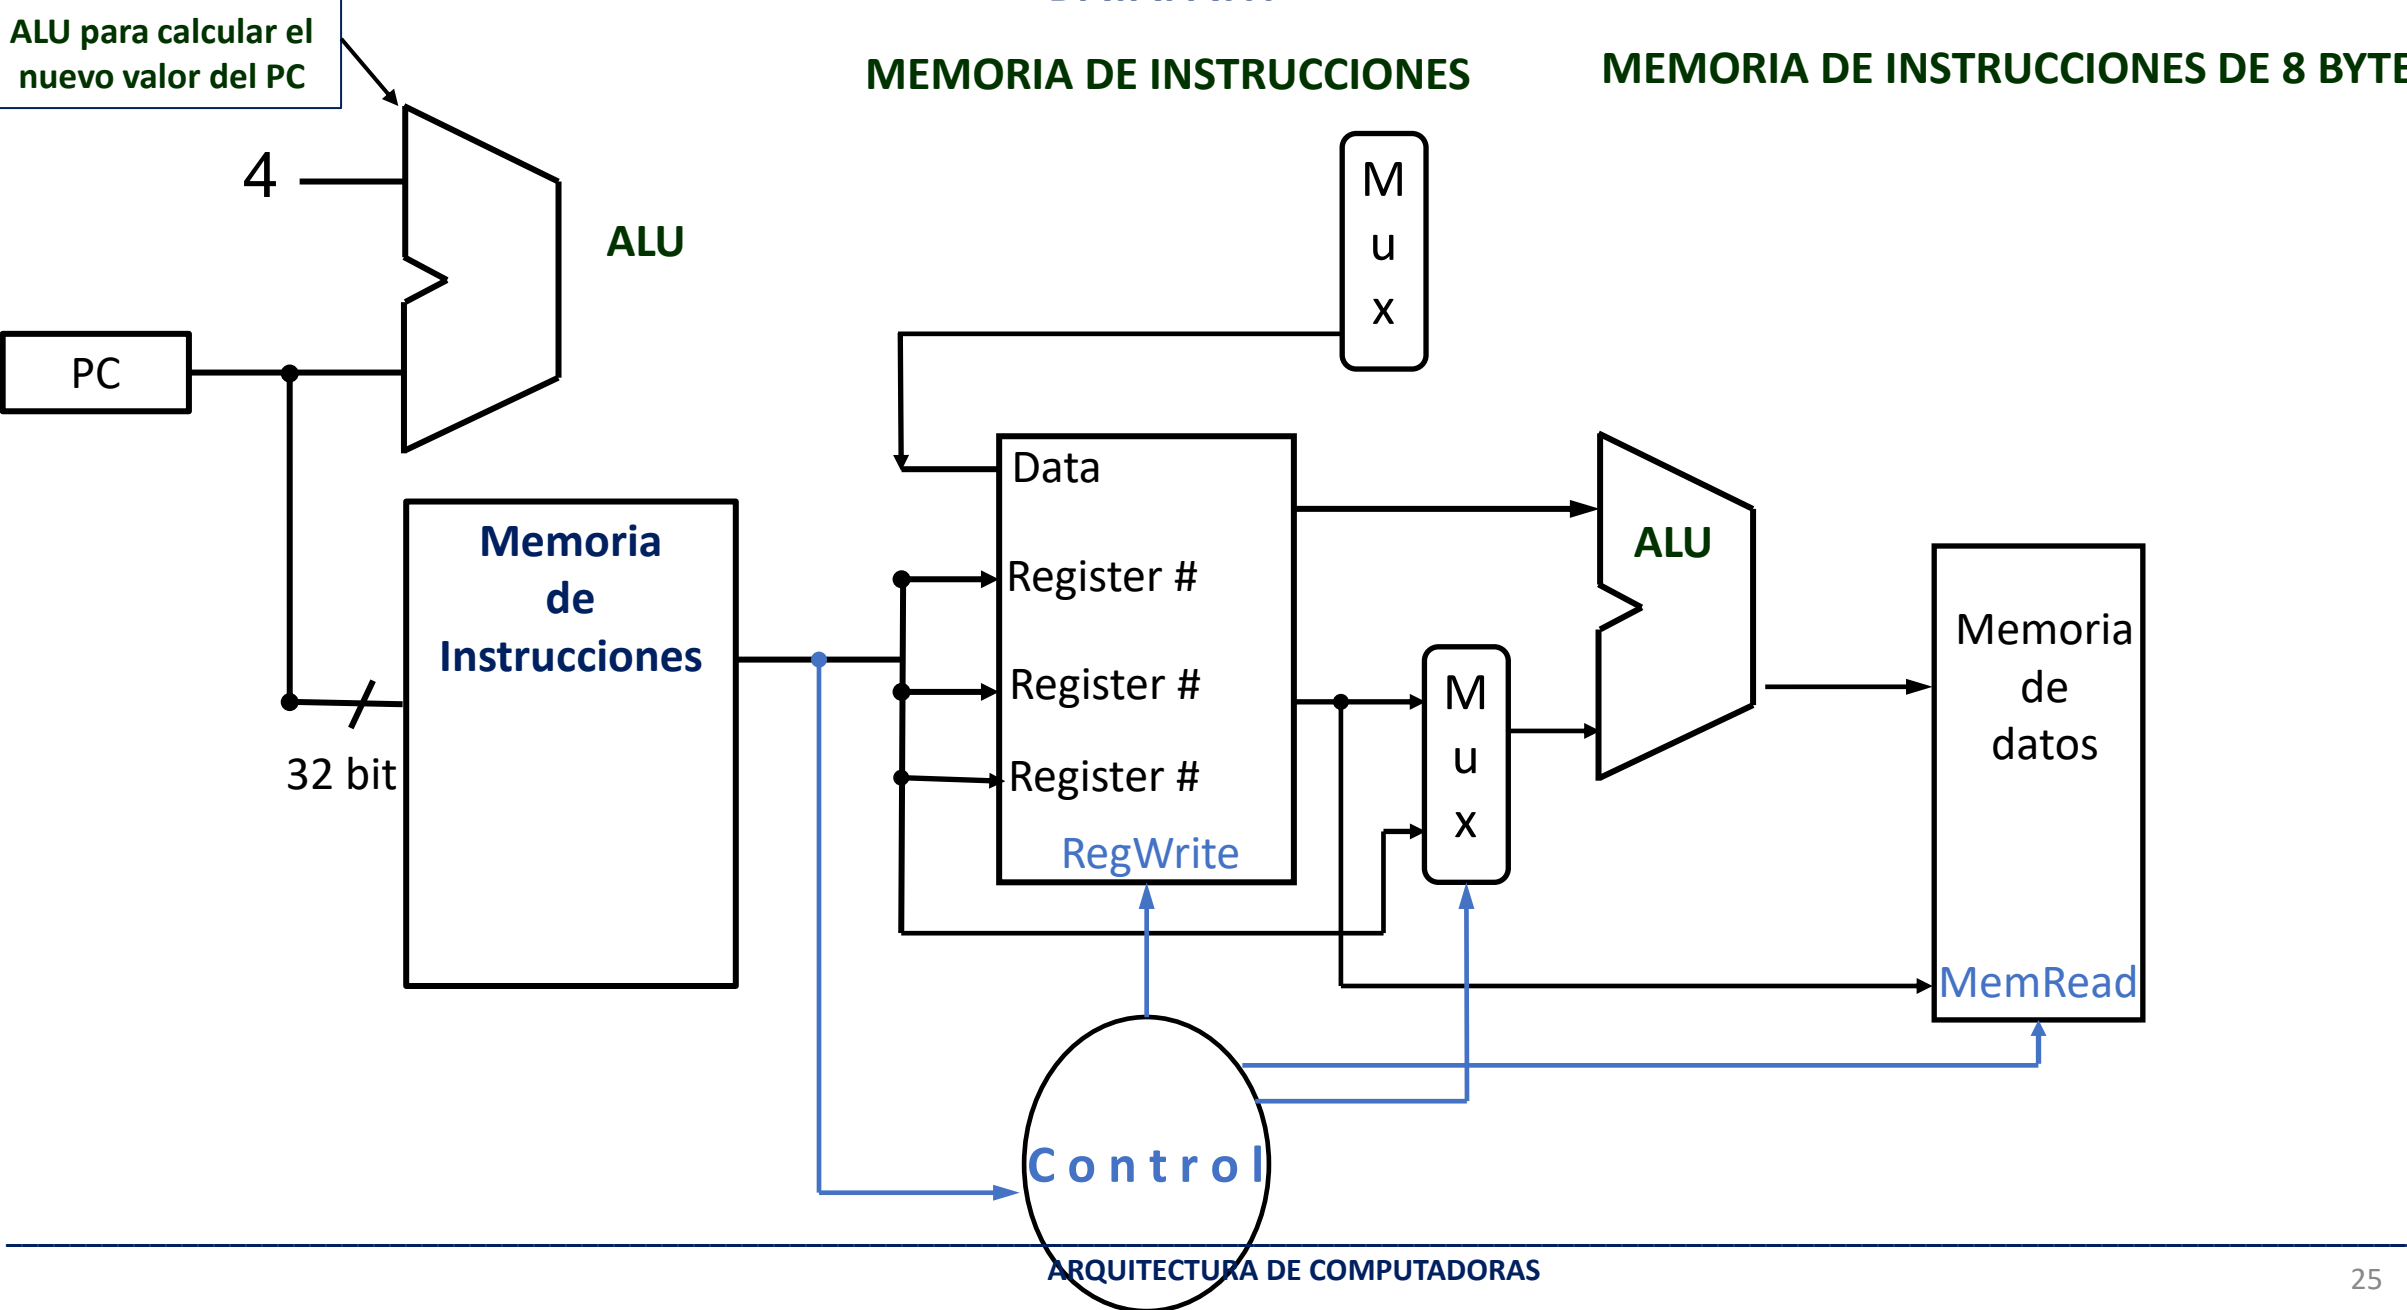 ALU para calcular el
nuevo valor del PC
MEMORIA DE INSTRUCCIONES
MEMORIA DE INSTRUCCIONES DE 8 BYTE
4
ALU
M
u
x
PC
Data
Register #
Register #
Register #
RegWrite
Memoria
de
Instrucciones
32 bit
ALU
M
u
x
Memoria
de
datos
MemRead
Control
ARQUITECTURA DE COMPUTADORAS
25